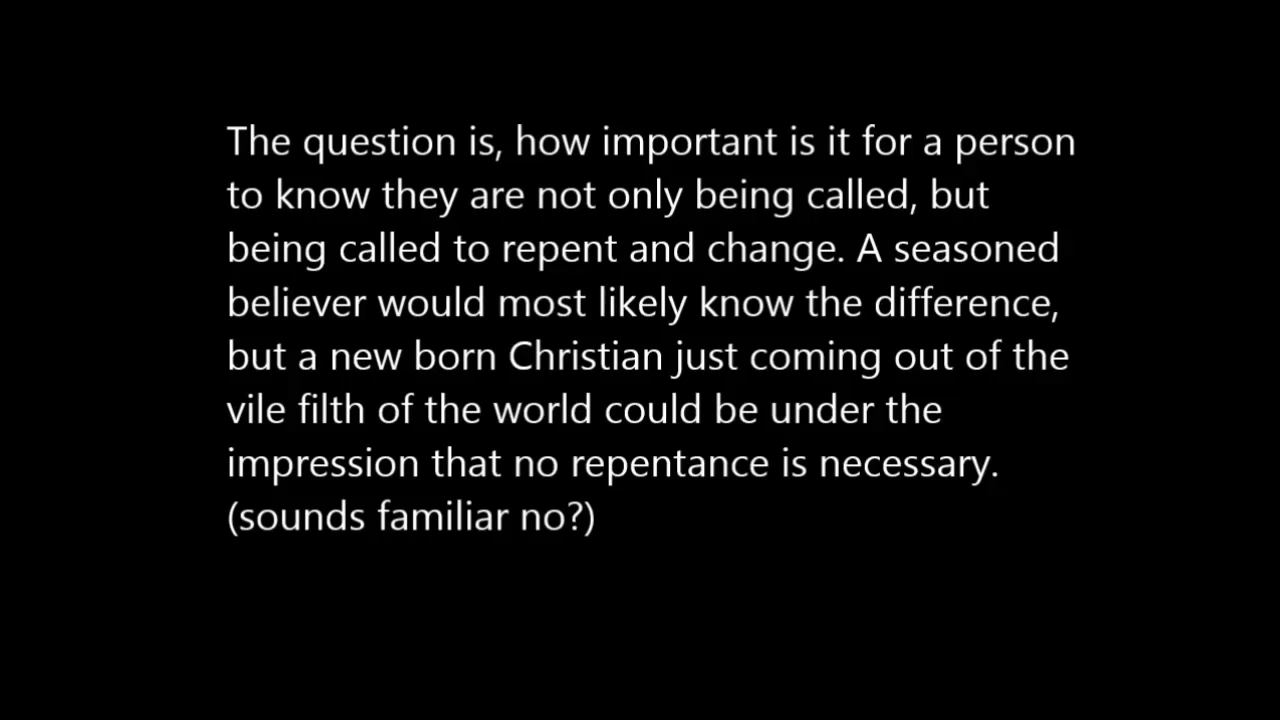 The question is, how important is it for a person
to know they are not only being called, but
being called to repent and change. A seasoned
believer would most likely know the difference,
but a new born Christian just coming out of the
vile filth of the world could be under the
impression that no repentance is necessary.
(sounds familiar no?)